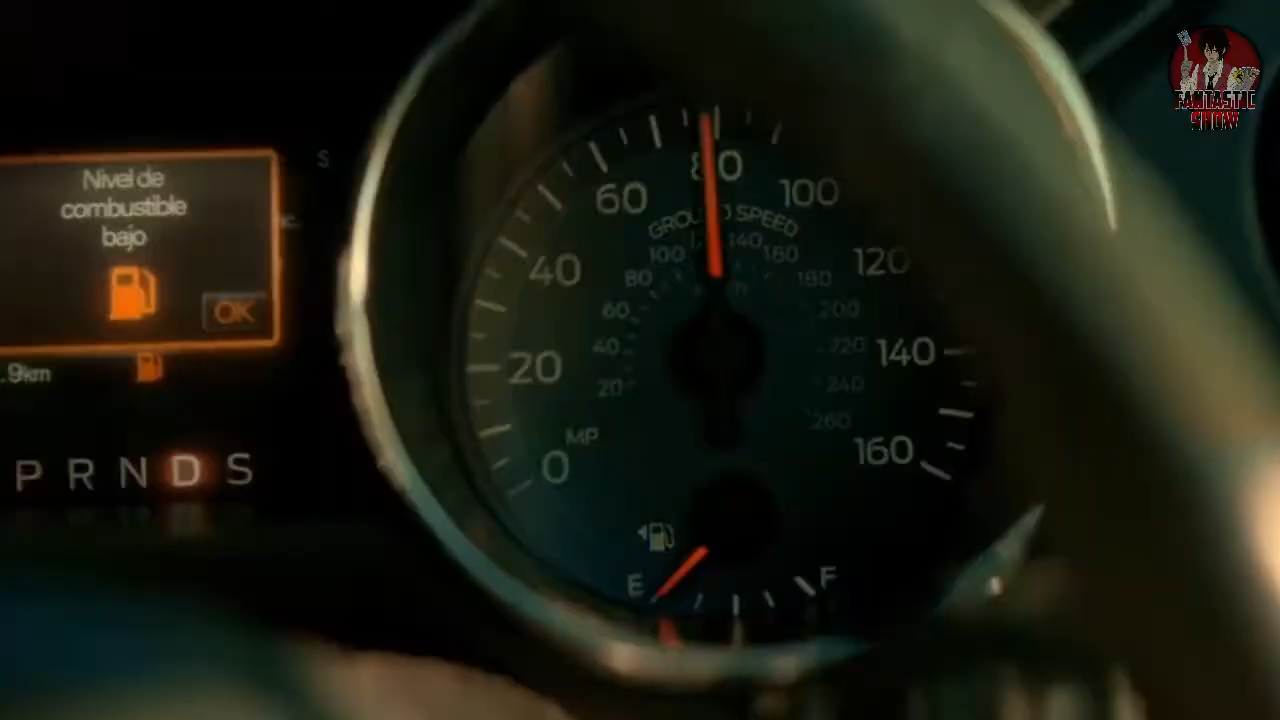 Nivel de
combustible
bajo
OK
.9km
P R N D S
S
0
20
40
60
80
100
120
140
160
MP
GROUND SPEED
20
40
60
80
100
140
160
180
200
220
240
260
E
F
FANTASTIC
SHOW